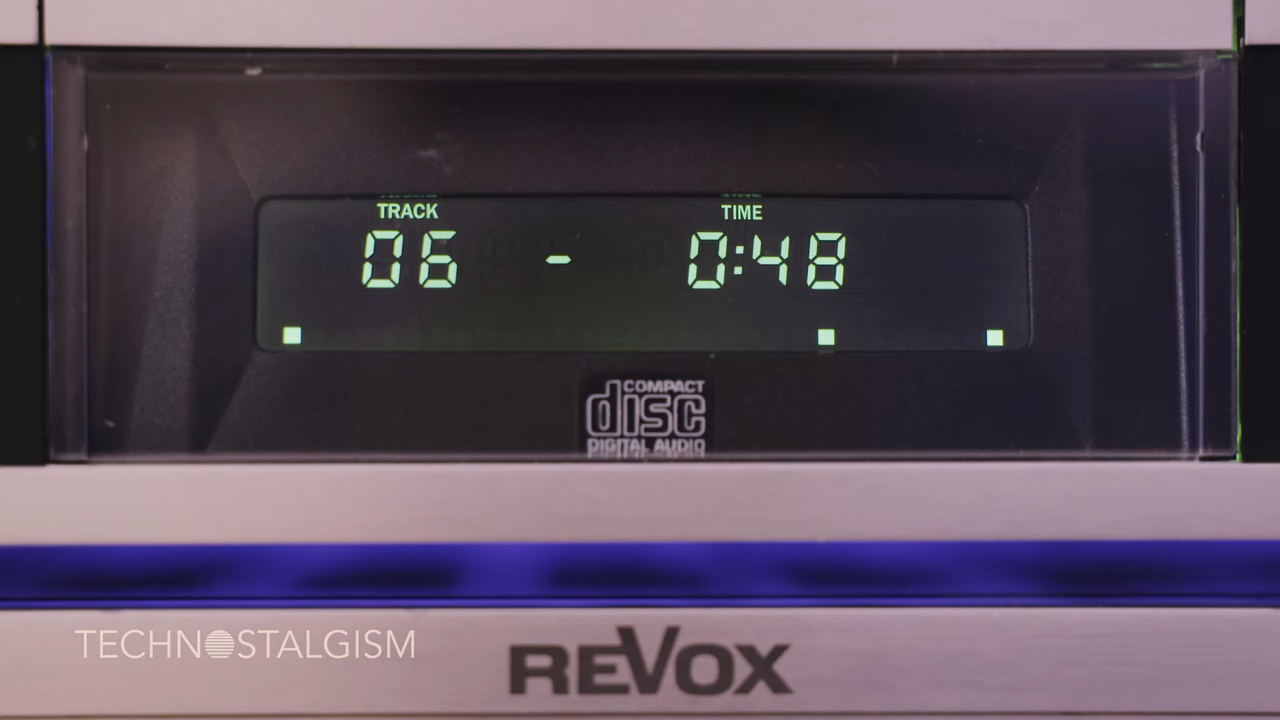 TRACK TIME
06 - 0:48
COMPACT
disc
DIGITAL AUDIO
TECHNOSTALGISM
REVOX